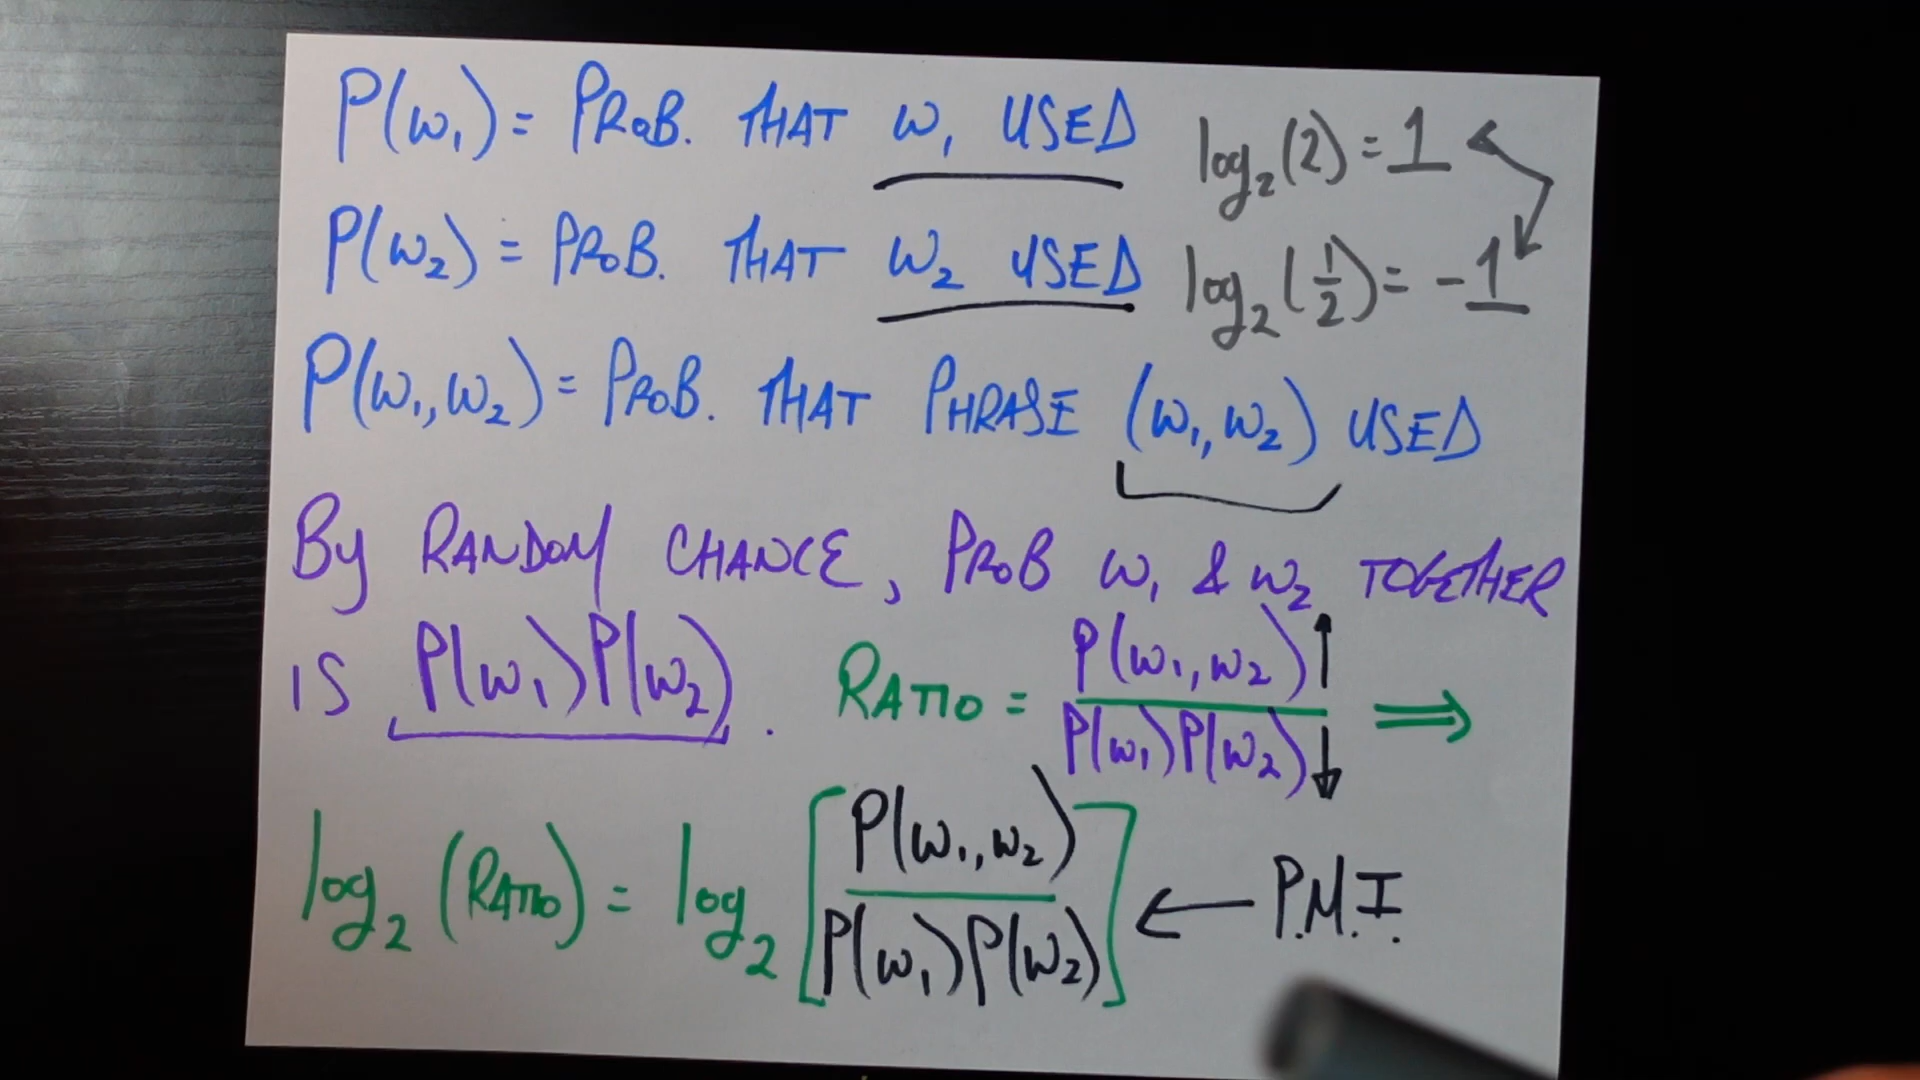 P(w₁) = PROB. THAT w₁ USED
log₂(2) = 1
P(w₂) = PROB. THAT w₂ USED
log₂(1/2) = -1
P(w₁,w₂) = PROB. THAT PHRASE (w₁,w₂) USED
BY RANDOM CHANCE, PROB w₁ & w₂ TOGETHER
IS P(w₁)P(w₂). RATIO = P(w₁,w₂)↑ / P(w₁)P(w₂)↓ ⟹
log₂(RATIO) = log₂[P(w₁,w₂) / P(w₁)P(w₂)] ← P.M.I.